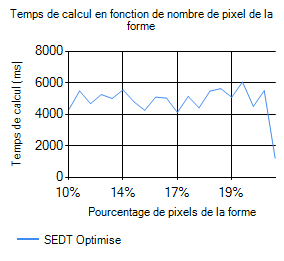 Temps de calcul en fonction de nombre de pixel de la
forme
8000
6000
4000
2000
0
Temps de calcul (ms)
10%
14%
17%
19%
Pourcentage de pixels de la forme
SEDT Optimise